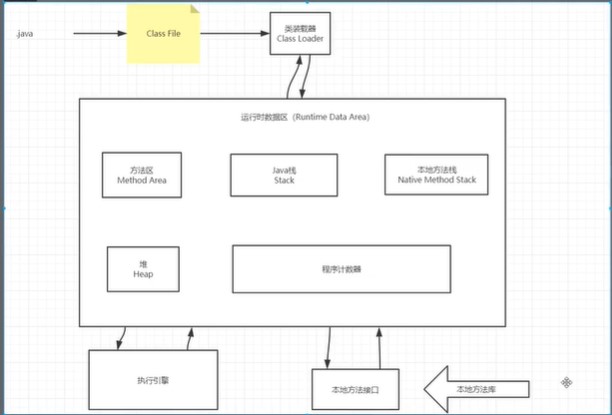 .java
Class File
类装载器
Class Loader
运行时数据区（Runtime Data Area）
方法区
Method Area
Java栈
Stack
本地方法栈
Native Method Stack
堆
Heap
程序计数器
执行引擎
本地方法接口
本地方法库